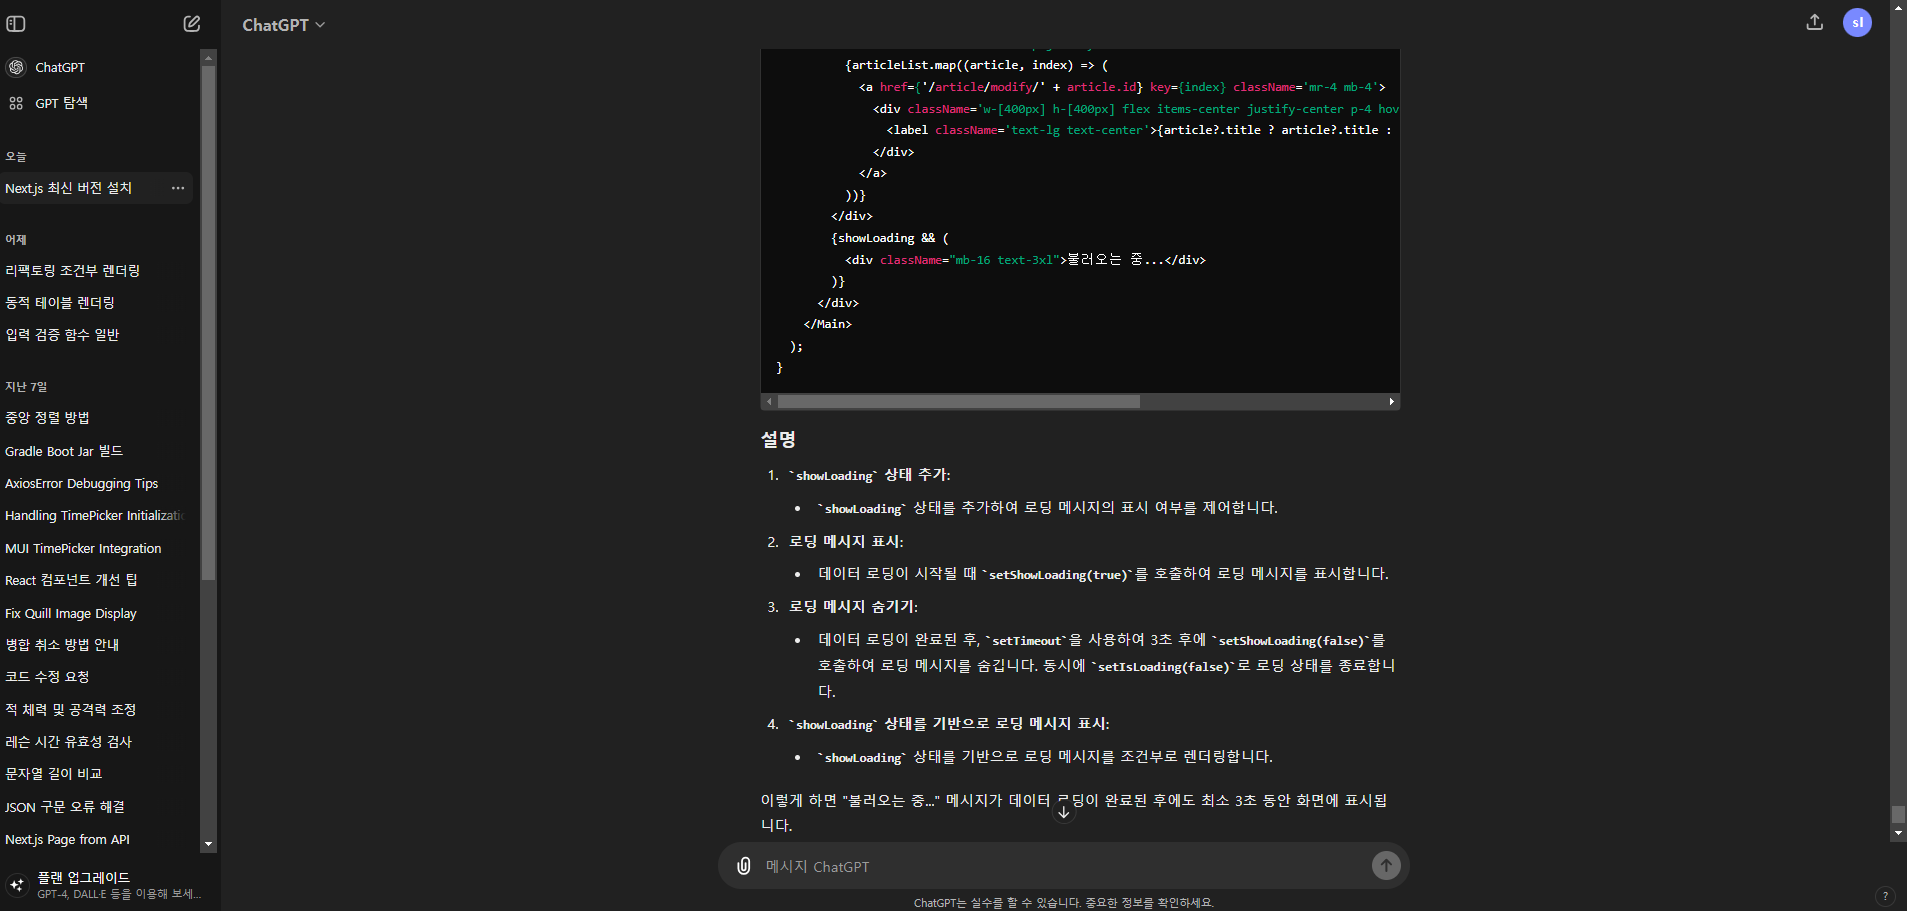 ChatGPT
sl
ChatGPT
GPT 탐색
오늘
Next.js 최신 버전 설치
어제
리팩토링 조건부 렌더링
동적 테이블 렌더링
입력 검증 함수 일반
지난 7일
중앙 정렬 방법
Gradle Boot Jar 빌드
AxiosError Debugging Tips
Handling TimePicker Initializatic
MUI TimePicker Integration
React 컴포넌트 개선 팁
Fix Quill Image Display
병합 취소 방법 안내
코드 수정 요청
적 체력 및 공격력 조정
레슨 시간 유효성 검사
문자열 길이 비교
JSON 구문 오류 해결
Next.js Page from API
플랜 업그레이드
GPT-4, DALL·E 등을 이용해 보세...
{articleList.map((article, index) => (
<a href={'/article/modify/' + article.id} key={index} className='mr-4 mb-4'>
<div className='w-[400px] h-[400px] flex items-center justify-center p-4 hov
<label className='text-lg text-center'>{article?.title ? article?.title :
</div>
</a>
))}
</div>
{showLoading && (
<div className="mb-16 text-3xl">불러오는 중...</div>
)}
</div>
</Main>
);
}
설명
1. `showLoading` 상태 추가:
• `showLoading` 상태를 추가하여 로딩 메시지의 표시 여부를 제어합니다.
2. 로딩 메시지 표시:
• 데이터 로딩이 시작될 때 `setShowLoading(true)`를 호출하여 로딩 메시지를 표시합니다.
3. 로딩 메시지 숨기기:
• 데이터 로딩이 완료된 후, `setTimeout`을 사용하여 3초 후에 `setShowLoading(false)`를
호출하여 로딩 메시지를 숨깁니다. 동시에 `setIsLoading(false)`로 로딩 상태를 종료합니
다.
4. `showLoading` 상태를 기반으로 로딩 메시지 표시:
• `showLoading` 상태를 기반으로 로딩 메시지를 조건부로 렌더링합니다.
이렇게 하면 "불러오는 중..." 메시지가 데이터 로딩이 완료된 후에도 최소 3초 동안 화면에 표시됩
니다.
메시지 ChatGPT
ChatGPT는 실수를 할 수 있습니다. 중요한 정보를 확인하세요.
?